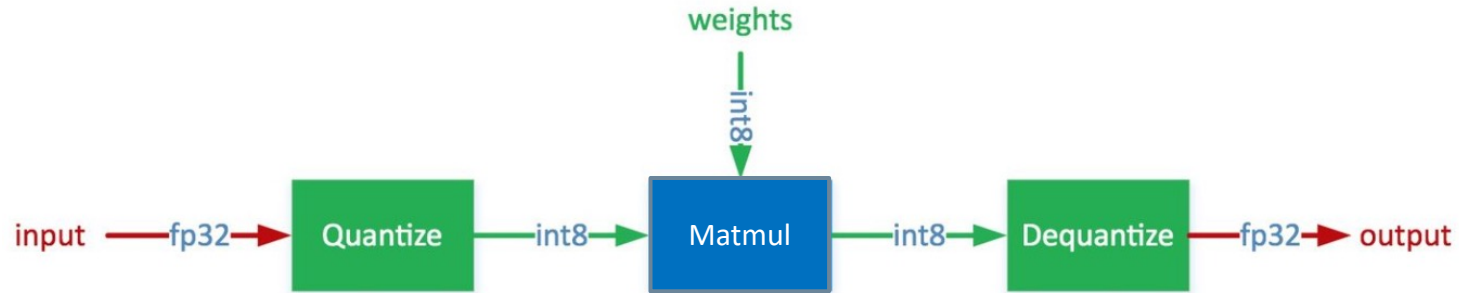 weights
int8
input
fp32
Quantize
int8
Matmul
int8
Dequantize
fp32
output